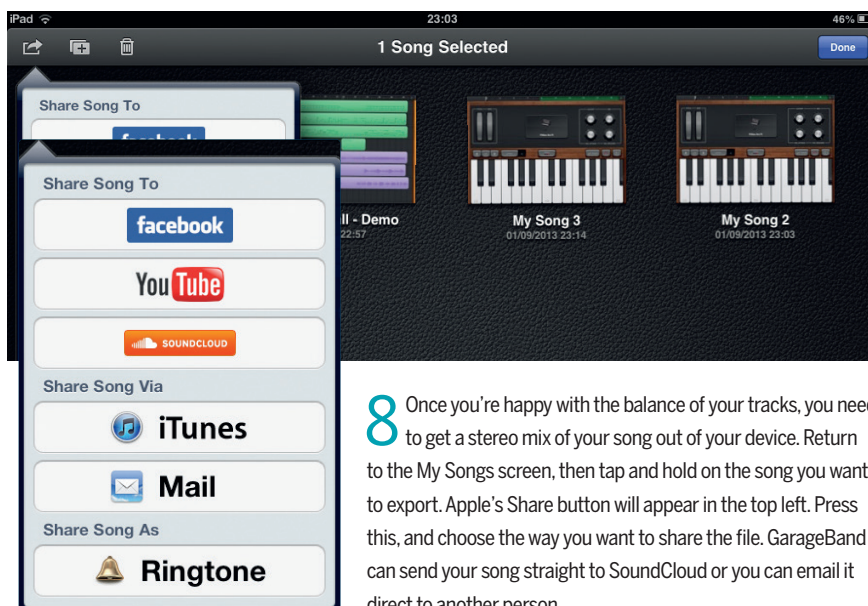 iPad 23:03 46%
1 Song Selected
Done
Share Song To
facebook
ll - Demo
22:57
My Song 3
01/09/2013 23:14
My Song 2
01/09/2013 23:03
Share Song To
facebook
YouTube
SOUNDCLOUD
Share Song Via
iTunes
Mail
Share Song As
Ringtone
8 Once you're happy with the balance of your tracks, you nee
to get a stereo mix of your song out of your device. Return
to the My Songs screen, then tap and hold on the song you want
to export. Apple's Share button will appear in the top left. Press
this, and choose the way you want to share the file. GarageBand
can send your song straight to SoundCloud or you can email it
direct to another person